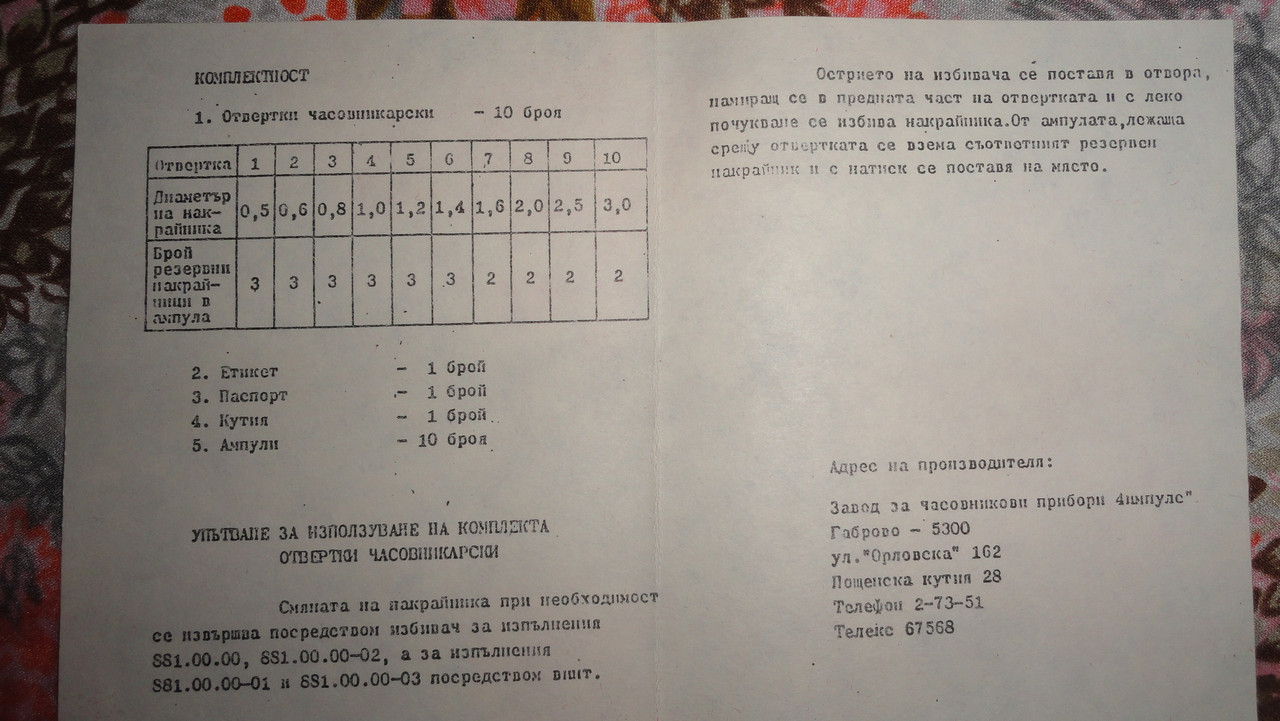 КОМПЛЕКТНОСТ
1. Отвертки часовникарски - 10 броя
Отвертка 1 2 3 4 5 6 7 8 9 10
Диаметър
на нак-
райника 0,5 0,6 0,8 1,0 1,2 1,4 1,6 2,0 2,5 3,0
Брой
резервни
накрай-
ници в
ампула 3 3 3 3 3 3 2 2 2 2
2. Етикет - 1 брой
3. Паспорт - 1 брой
4. Кутия - 1 брой
5. Ампули - 10 броя
УПЪТВАНЕ ЗА ИЗПОЛЗУВАНЕ НА КОМПЛЕКТА
ОТВЕРТКИ ЧАСОВНИКАРСКИ
Смяната на накрайника при необходимост
се извършва посредством избивач за изпълнения
881.00.00, 881.00.00-02, а за изпълнения
881.00.00-01 и 881.00.00-03 посредством винт.
Острието на избивача се поставя в отвора,
намиращ се в предната част на отвертката и с леко
почукване се избива накрайника.От ампулата,лежаща
срещу отвертката се взема съответният резервен
накрайник и с натиск се поставя на място.
Адрес на производителя:
Завод за часовникови прибори 4импулс"
Габрово - 5300
ул."Орловска" 162
Пощенска кутия 28
Телефон 2-73-51
Телекс 67568